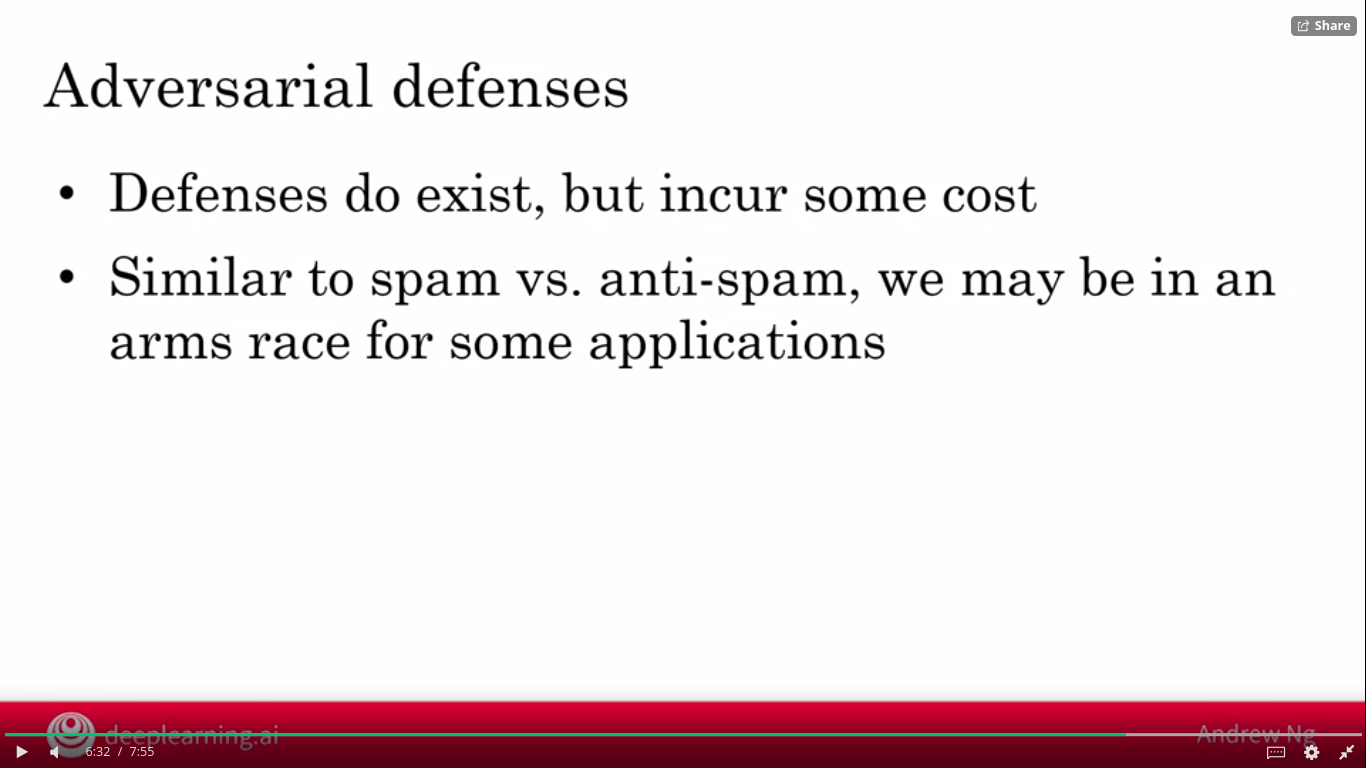 Share
Adversarial defenses
• Defenses do exist, but incur some cost
• Similar to spam vs. anti-spam, we may be in an
arms race for some applications
deeplearning.ai
Andrew Ng
6:32 / 7:55